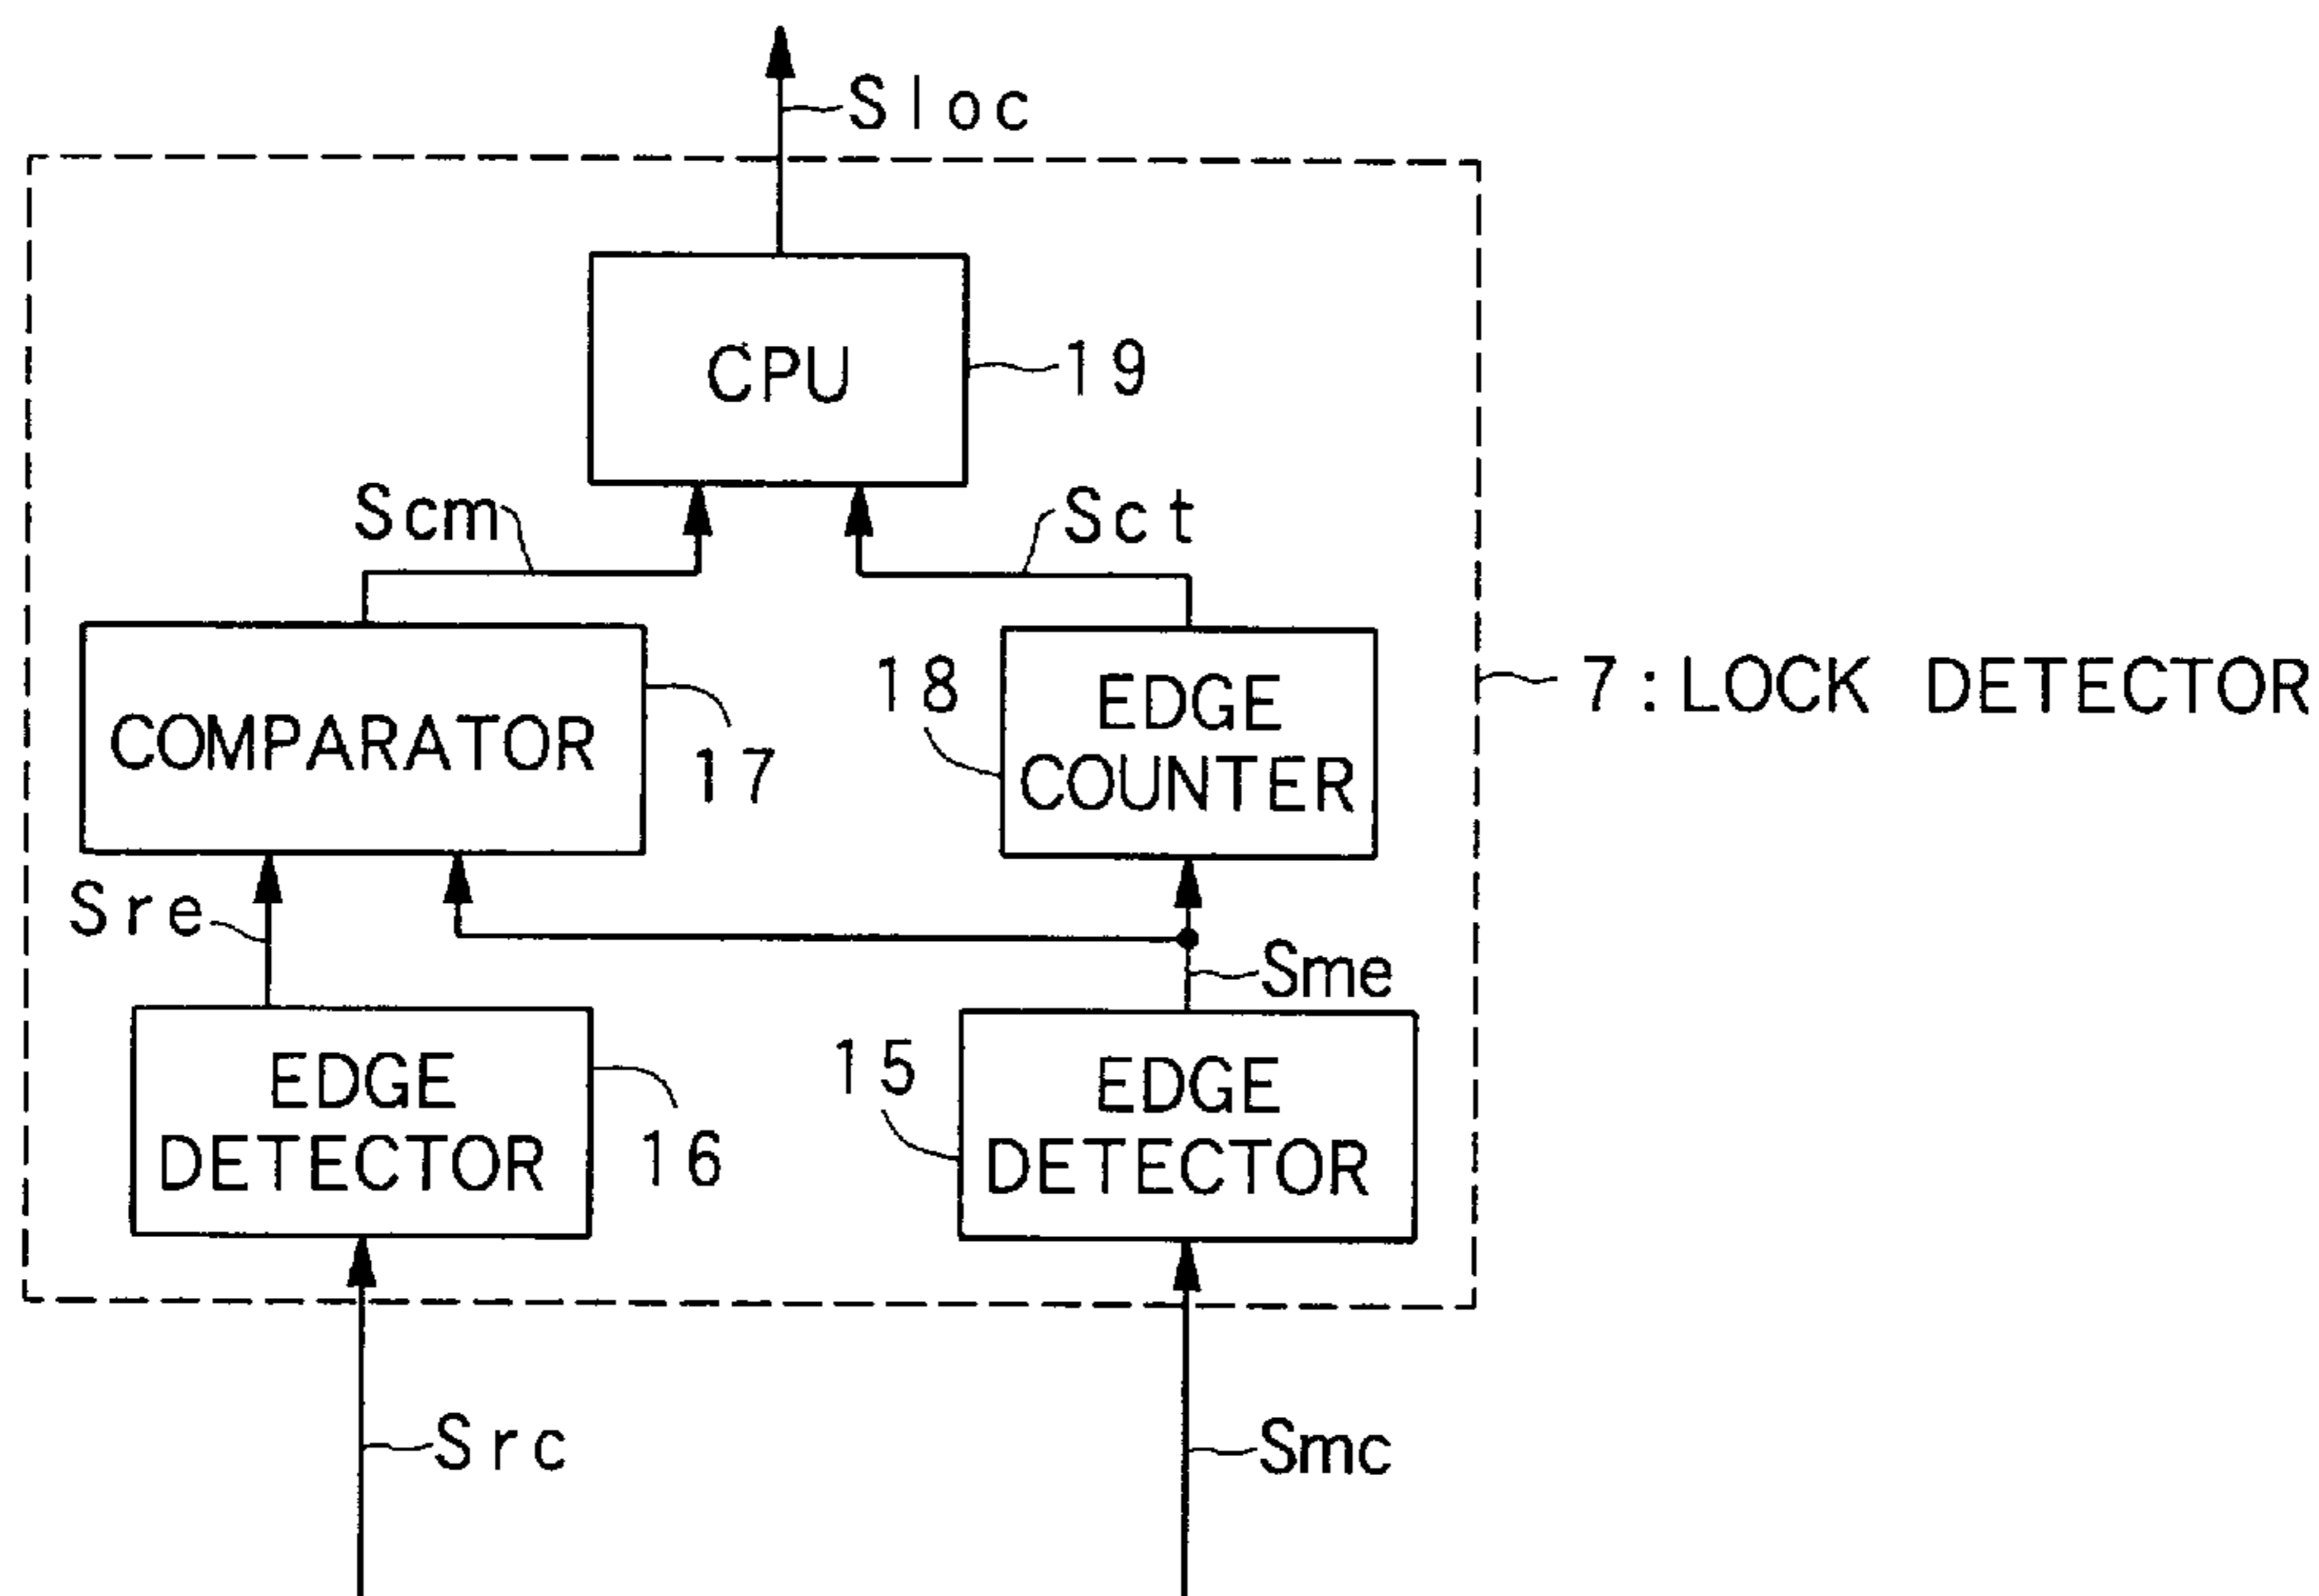 Sloc
CPU
19
Scm
Sct
COMPARATOR
17
18
EDGE
COUNTER
7:LOCK DETECTOR
Sre
Sme
EDGE
DETECTOR
16
15
EDGE
DETECTOR
Src
Smc